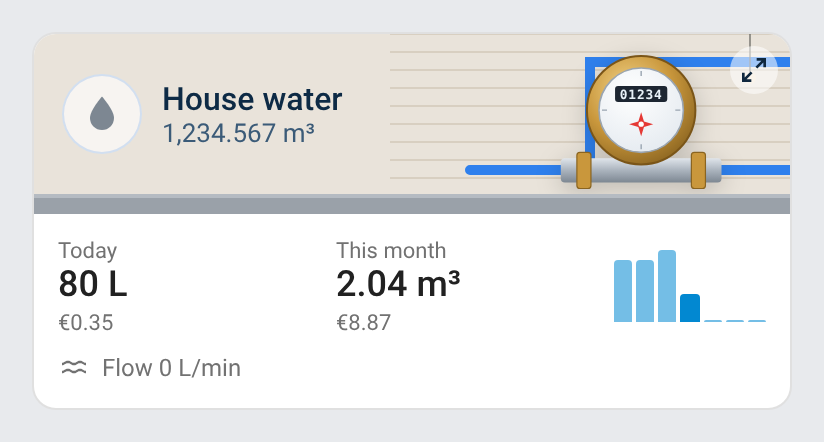 House water
1,234.567 m³
01234
Today
80 L
€0.35
This month
2.04 m³
€8.87
Flow 0 L/min